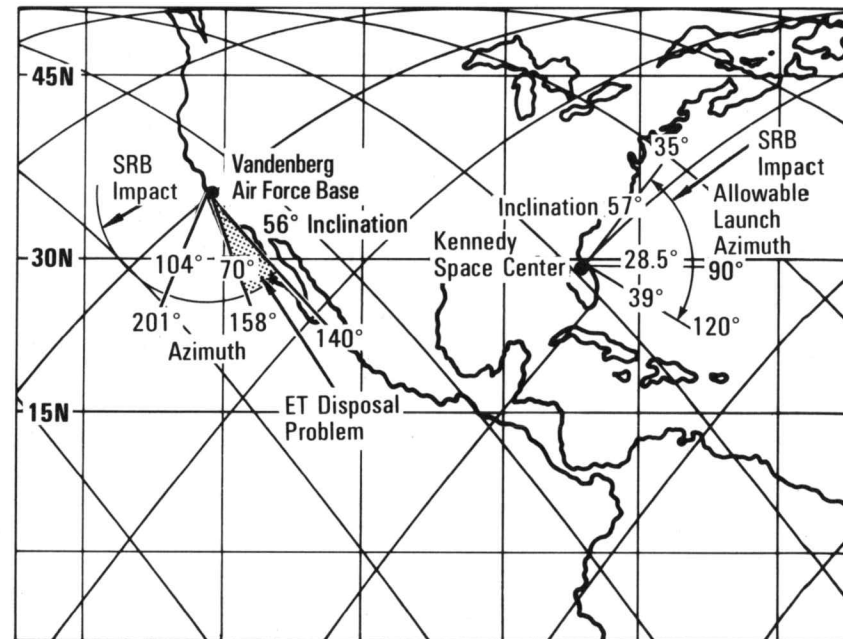 45N
30N
15N
SRB
Impact
Vandenberg
Air Force Base
56° Inclination
104°
70°
201°
158°
140°
Azimuth
ET Disposal
Problem
35°
SRB
Impact
Allowable
Launch
Azimuth
Inclination 57°
Kennedy
Space Center
28.5°
90°
39°
120°